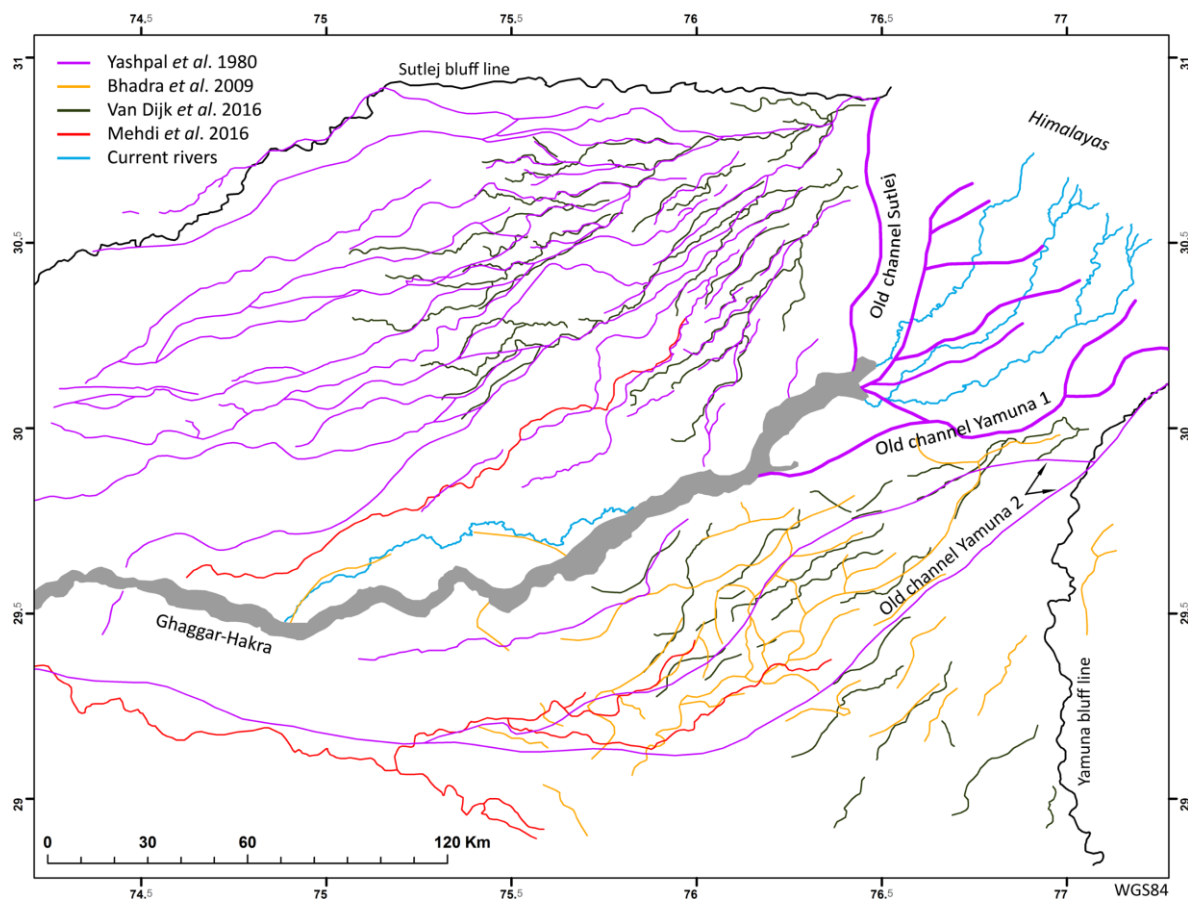 74.5 75 75.5 76 76.5 77
31 31
Yashpal et al. 1980
Bhadra et al. 2009
Van Dijk et al. 2016
Mehdi et al. 2016
Current rivers
Sutlej bluff line
Himalayas
30.5 30.5
Old channel Sutlej
30 30
Old channel Yamuna 1
Old channel Yamuna 2
29.5 29.5
Ghaggar-Hakra
Yamuna bluff line
29 29
0 30 60 120 Km
74.5 75 75.5 76 76.5 77
WGS84